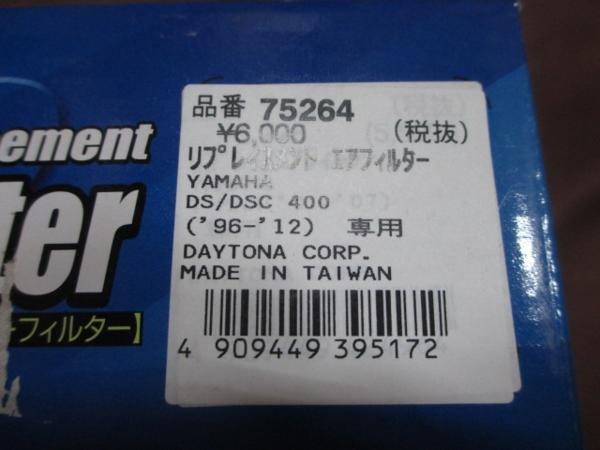 ement
ter
ーフィルター】
品番 75264
¥6,000 (税抜)
リプレイスメント エアフィルター
YAMAHA
DS/DSC 400
('96-'12) 専用
DAYTONA CORP.
MADE IN TAIWAN
4 909449 395172